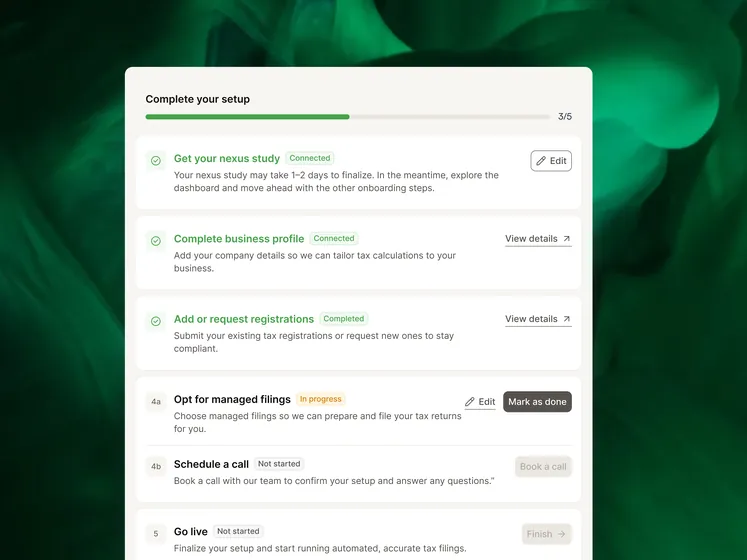 Complete your setup
3/5
Get your nexus study Connected
Edit
Your nexus study may take 1–2 days to finalize. In the meantime, explore the
dashboard and move ahead with the other onboarding steps.
Complete business profile Connected
View details
Add your company details so we can tailor tax calculations to your
business.
Add or request registrations Completed
View details
Submit your existing tax registrations or request new ones to stay
compliant.
4a
Opt for managed filings In progress
Edit
Mark as done
Choose managed filings so we can prepare and file your tax returns
for you.
4b
Schedule a call Not started
Book a call
Book a call with our team to confirm your setup and answer any questions."
5
Go live Not started
Finish
Finalize your setup and start running automated, accurate tax filings.